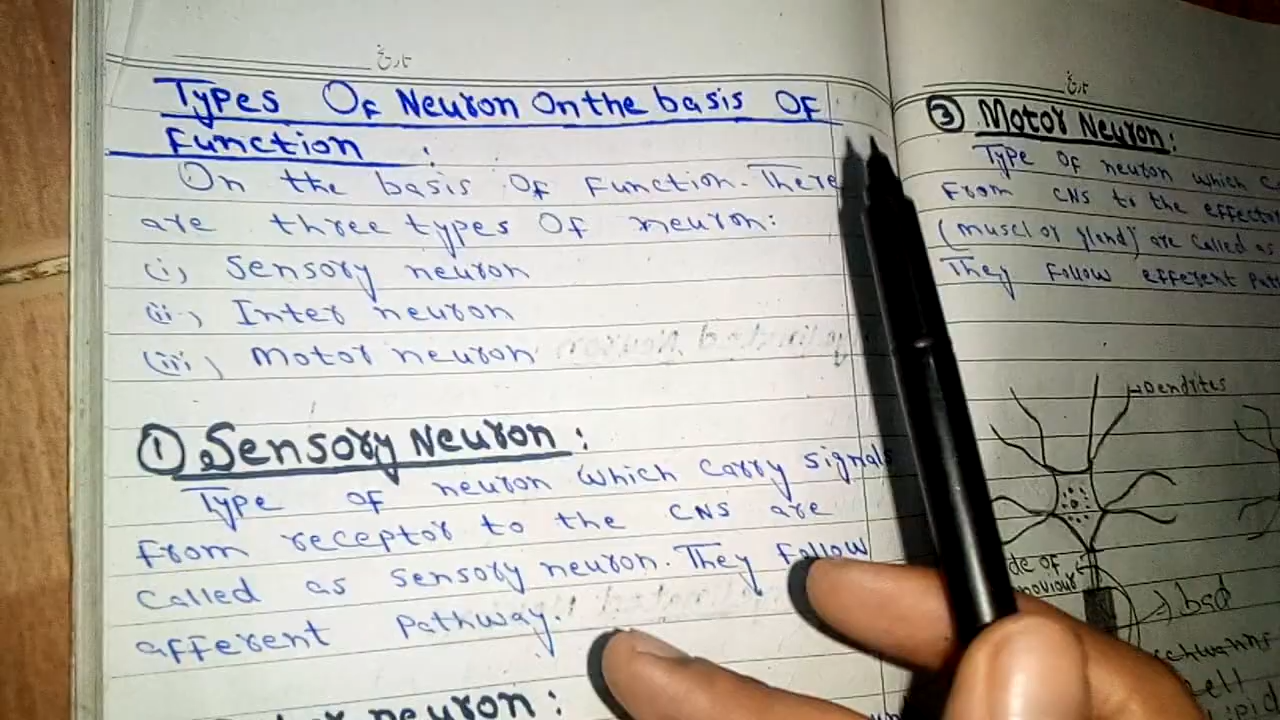 تاریخ
Types Of Neuron On the basis Of
Function :
On the basis Of Function. There
are three types Of neuron:
(i) Sensory neuron
(ii) Inter neuron
(iii) Motor neuron
① Sensory Neuron :
Type of neuron which carry signals
From receptor to the CNS are
Called as Sensory neuron. They Follow
afferent Pathway.
neuron :
تاریخ
③ Motor Neuron :
Type Of neuron which
From CNS to the effector
(muscl or gland) are Called as
They Follow efferent
Dendrites
de of
cell